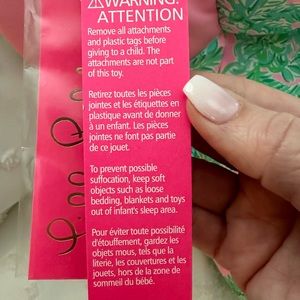 ⚠WARNING:
ATTENTION
Remove all attachments
and plastic tags before
giving to a child. The
attachments are not part
of this toy.
Retirez toutes les pièces
jointes et les étiquettes en
plastique avant de donner
à un enfant. Les pièces
jointes ne font pas partie
de ce jouet.
To prevent possible
suffocation, keep soft
objects such as loose
bedding, blankets and toys
out of infant's sleep area.
Pour éviter toute possibilité
d'étouffement, gardez les
objets mous, tels que la
literie, les couvertures et les
jouets, hors de la zone de
sommeil du bébé.